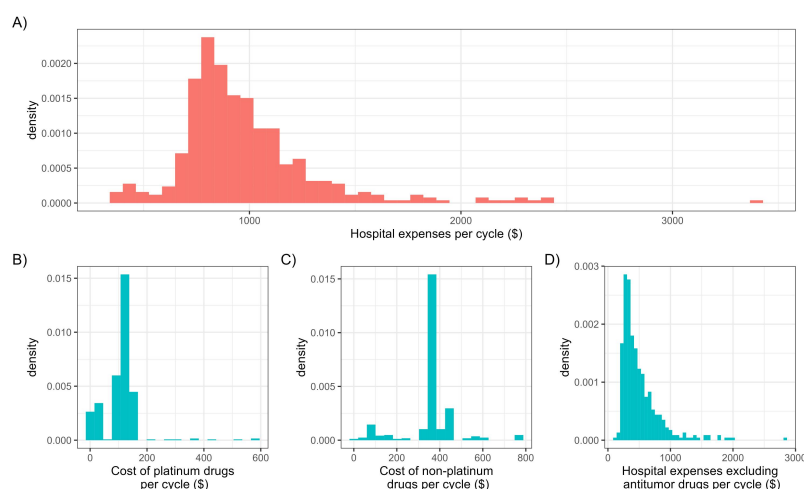 A)
0.0020
0.0015
0.0010
0.0005
0.0000
density
1000
2000
3000
Hospital expenses per cycle ($)
B)
0.015
0.010
0.005
0.000
density
0
200
400
600
Cost of platinum drugs
per cycle ($)
C)
0.015
0.010
0.005
0.000
density
0
200
400
600
800
Cost of non-platinum
drugs per cycle ($)
D)
0.003
0.002
0.001
0.000
density
0
1000
2000
3000
Hospital expenses excluding
antitumor drugs per cycle ($)